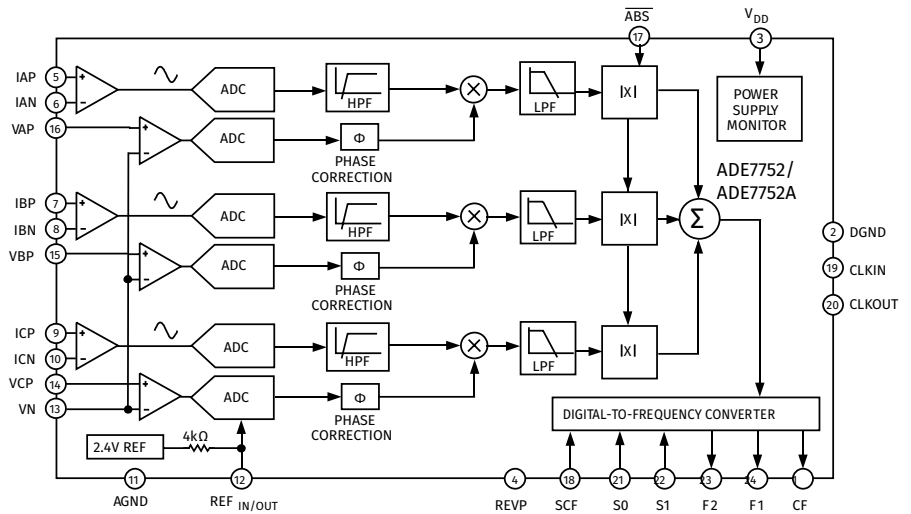 ABS
V DD
17
3
IAP 5
IAN 6
VAP 16
ADC
HPF
LPF
|X|
POWER
SUPPLY
MONITOR
ADC
Φ
PHASE
CORRECTION
ADE7752/
ADE7752A
IBP 7
IBN 8
VBP 15
ADC
HPF
LPF
|X|
Σ
ADC
Φ
PHASE
CORRECTION
2 DGND
19 CLKIN
20 CLKOUT
ICP 9
ICN 10
VCP 14
VN 13
ADC
HPF
LPF
|X|
ADC
Φ
PHASE
CORRECTION
DIGITAL-TO-FREQUENCY CONVERTER
2.4V REF
4kΩ
11
12
4
18
21
22
23
24
1
AGND
REF IN/OUT
REVP
SCF
S0
S1
F2
F1
CF